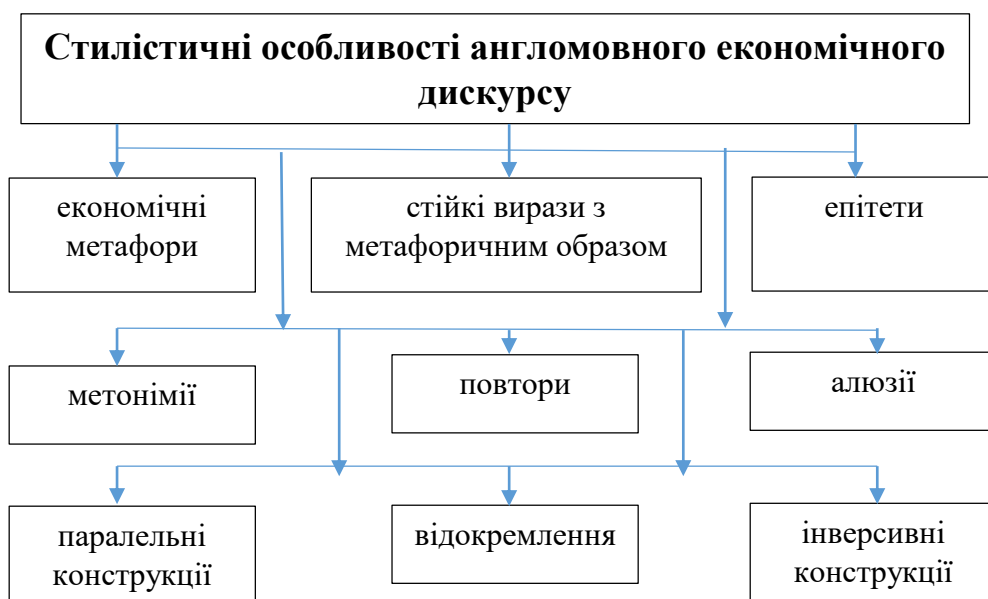 Стилістичні особливості англомовного економічного
дискурсу
економічні
метафори
стійкі вирази з
метафоричним образом
епітети
метонімії
повтори
алюзії
паралельні
конструкції
відокремлення
інверсивні
конструкції